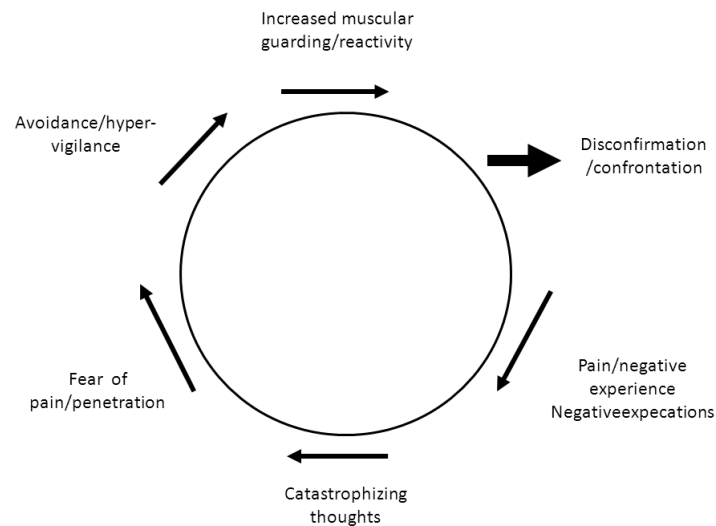 Increased muscular
guarding/reactivity
Avoidance/hyper-
vigilance
Disconfirmation
/confrontation
Fear of
pain/penetration
Pain/negative
experience
Negativeexpecations
Catastrophizing
thoughts